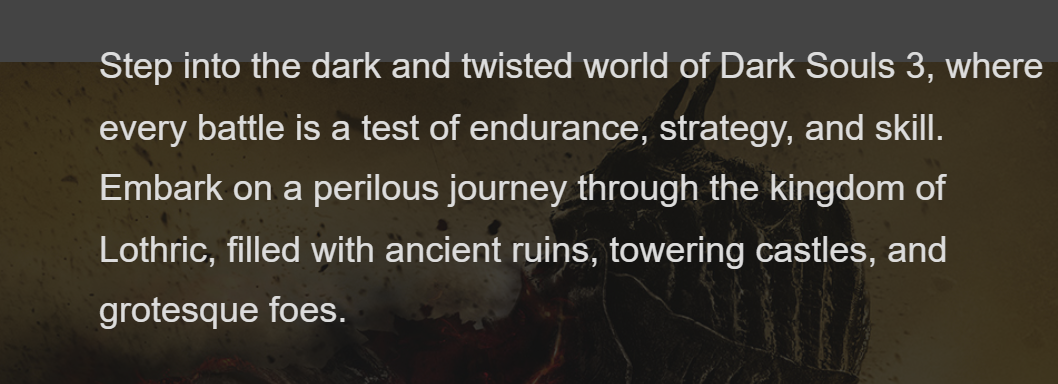 Step into the dark and twisted world of Dark Souls 3, where
every battle is a test of endurance, strategy, and skill.
Embark on a perilous journey through the kingdom of
Lothric, filled with ancient ruins, towering castles, and
grotesque foes.